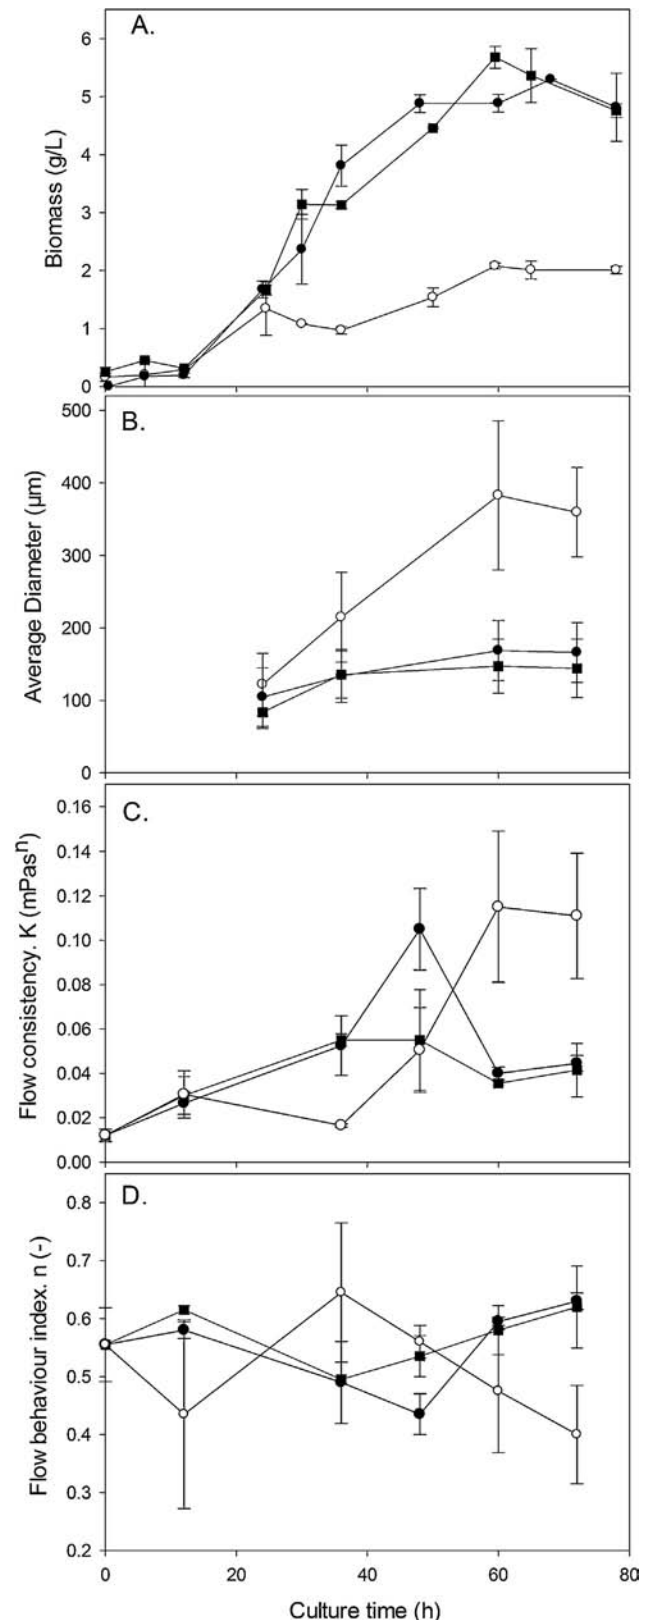 A.
Biomass (g/L)
6
5
4
3
2
1
0
B.
Average Diameter (µm)
500
400
300
200
100
0
C.
Flow consistency. K (mPasⁿ)
0.16
0.14
0.12
0.10
0.08
0.06
0.04
0.02
0.00
D.
Flow behaviour index. n (-)
0.8
0.7
0.6
0.5
0.4
0.3
0.2
0 20 40 60 80
Culture time (h)